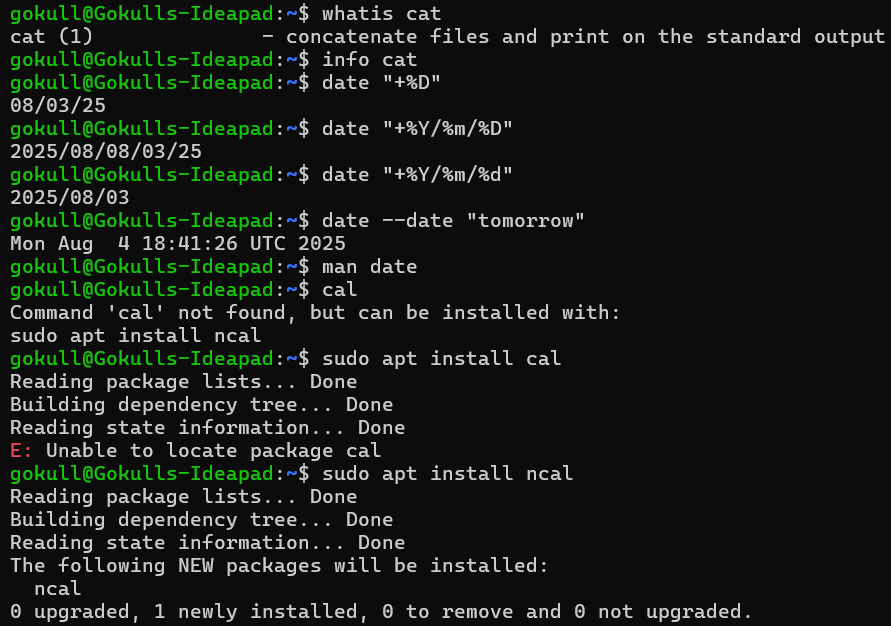 gokull@Gokulls-Ideapad:~$ whatis cat
cat (1)              - concatenate files and print on the standard output
gokull@Gokulls-Ideapad:~$ info cat
gokull@Gokulls-Ideapad:~$ date "+%D"
08/03/25
gokull@Gokulls-Ideapad:~$ date "+%Y/%m/%D"
2025/08/08/03/25
gokull@Gokulls-Ideapad:~$ date "+%Y/%m/%d"
2025/08/03
gokull@Gokulls-Ideapad:~$ date --date "tomorrow"
Mon Aug  4 18:41:26 UTC 2025
gokull@Gokulls-Ideapad:~$ man date
gokull@Gokulls-Ideapad:~$ cal
Command 'cal' not found, but can be installed with:
sudo apt install ncal
gokull@Gokulls-Ideapad:~$ sudo apt install cal
Reading package lists... Done
Building dependency tree... Done
Reading state information... Done
E: Unable to locate package cal
gokull@Gokulls-Ideapad:~$ sudo apt install ncal
Reading package lists... Done
Building dependency tree... Done
Reading state information... Done
The following NEW packages will be installed:
  ncal
0 upgraded, 1 newly installed, 0 to remove and 0 not upgraded.